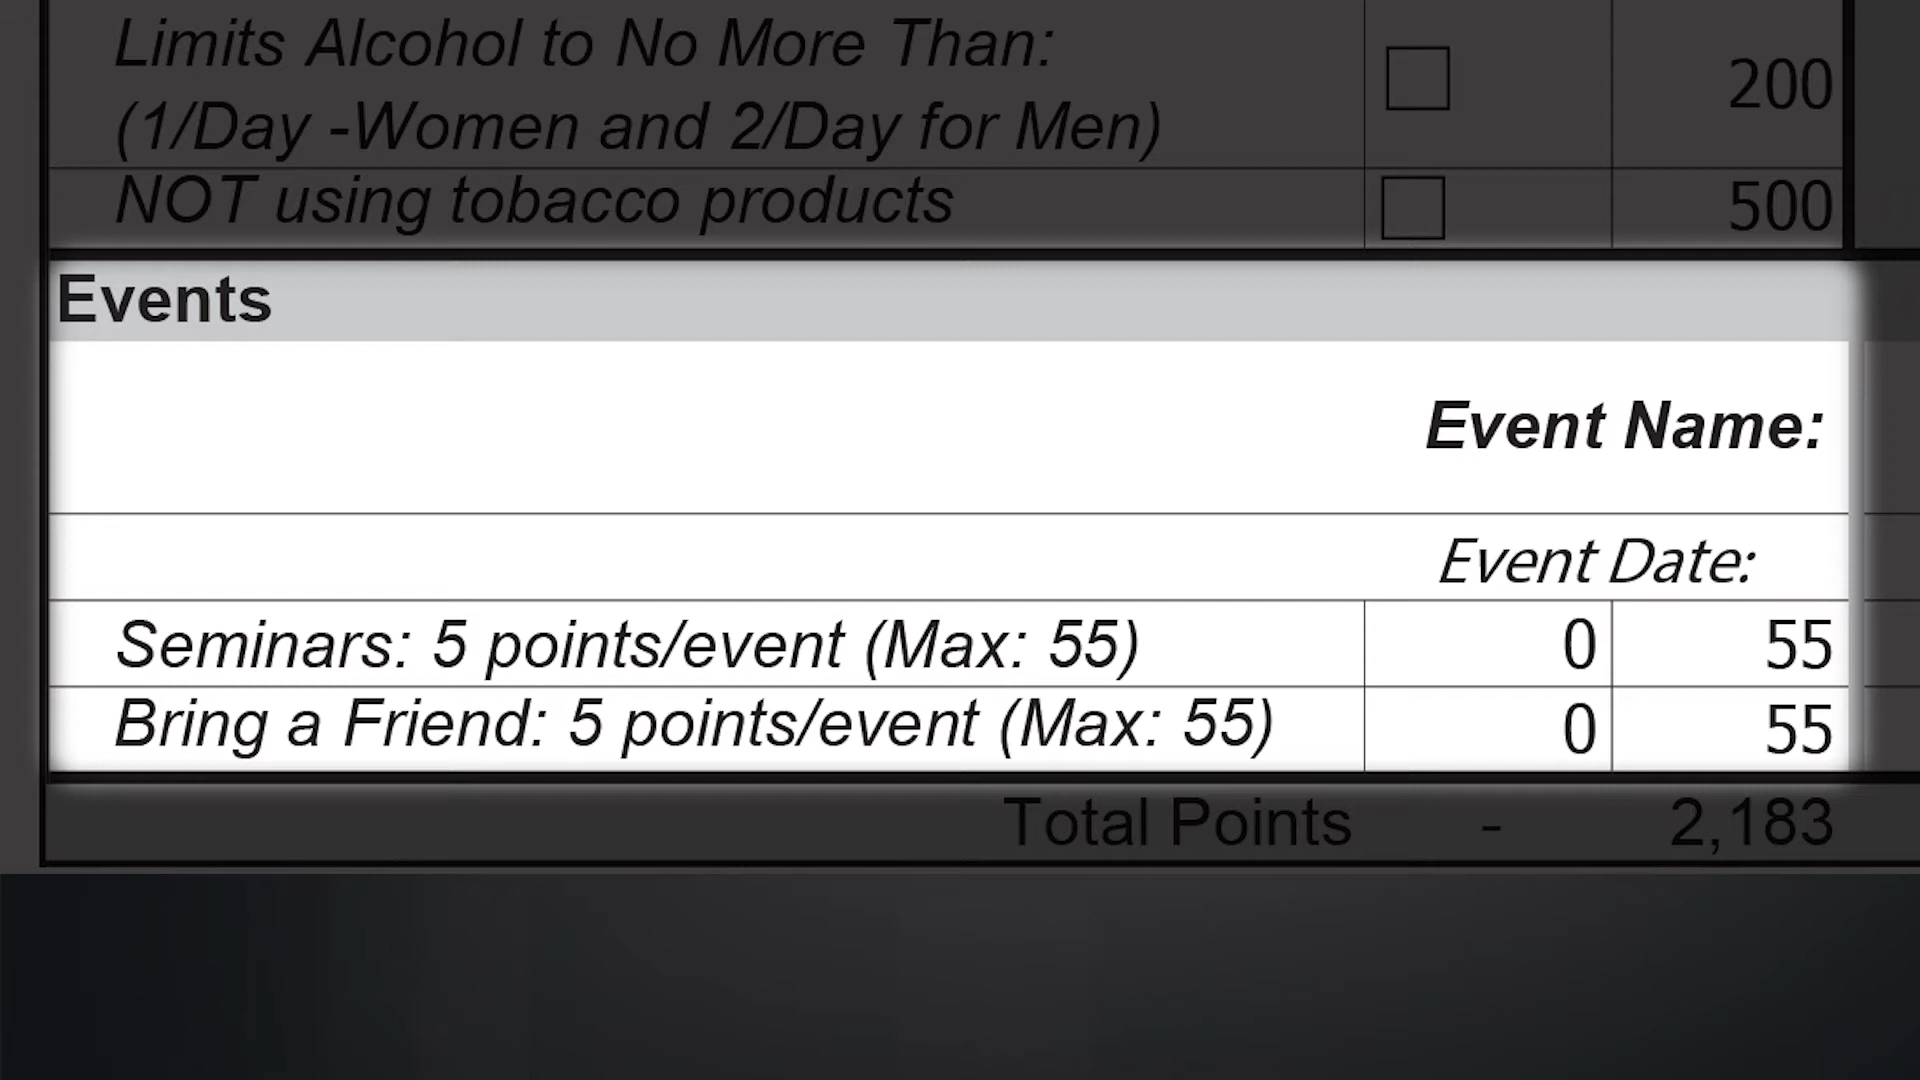 Limits Alcohol to No More Than:
(1/Day -Women and 2/Day for Men) 200
NOT using tobacco products 500
Events
Event Name:
Event Date:
Seminars: 5 points/event (Max: 55) 0 55
Bring a Friend: 5 points/event (Max: 55) 0 55
Total Points - 2,183